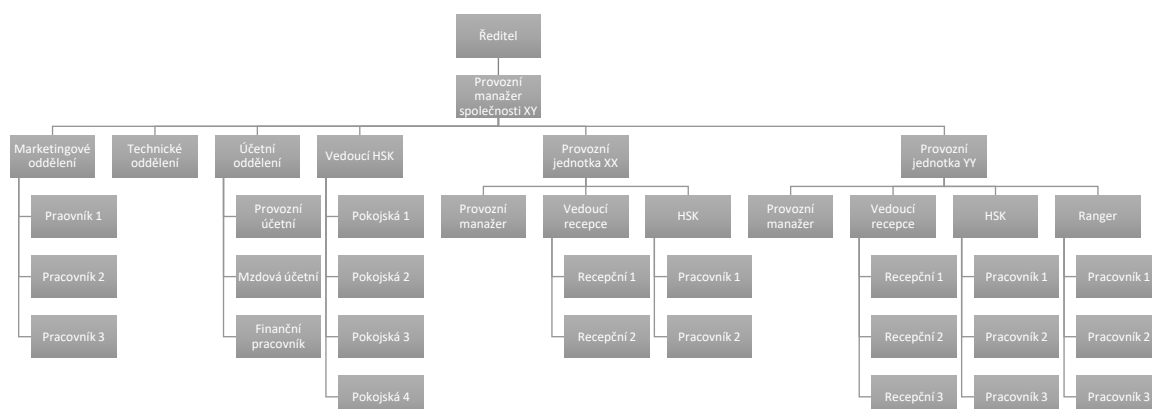 Ředitel
Provozní
manažer
společnosti XY
Marketingové
oddělení
Technické
oddělení
Účetní
oddělení
Vedoucí HSK
Provozní
jednotka XX
Provozní
jednotka YY
Praovník 1
Pracovník 2
Pracovník 3
Provozní
účetní
Mzdová účetní
Finanční
pracovník
Pokojská 1
Pokojská 2
Pokojská 3
Pokojská 4
Provozní
manažer
Vedoucí
recepce
HSK
Recepční 1
Recepční 2
Pracovník 1
Pracovník 2
Provozní
manažer
Vedoucí
recepce
HSK
Ranger
Recepční 1
Recepční 2
Recepční 3
Pracovník 1
Pracovník 2
Pracovník 3
Pracovník 1
Pracovník 2
Pracovník 3